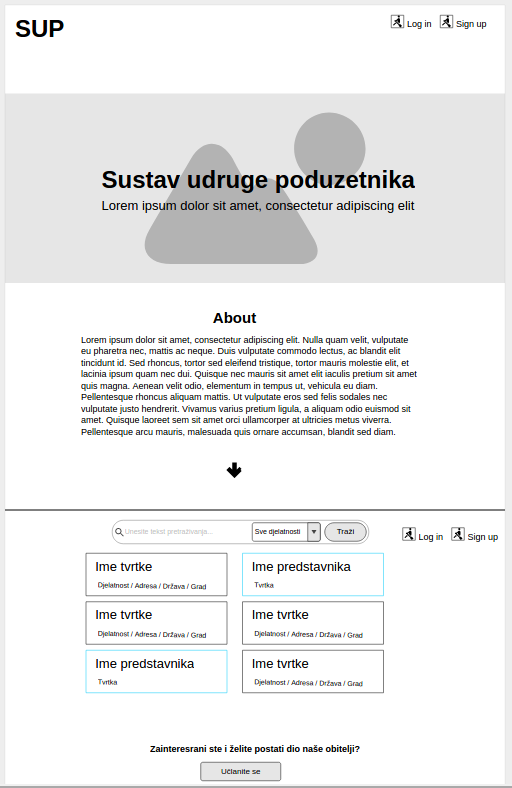 SUP
Log in
Sign up
Sustav udruge poduzetnika
Lorem ipsum dolor sit amet, consectetur adipiscing elit
About
Lorem ipsum dolor sit amet, consectetur adipiscing elit. Nulla quam velit, vulputate
eu pharetra nec, mattis ac neque. Duis vulputate commodo lectus, ac blandit elit
tincidunt id. Sed rhoncus, tortor sed eleifend tristique, tortor mauris molestie elit, et
lacinia ipsum quam nec dui. Quisque nec mauris sit amet elit iaculis pretium sit amet
quis magna. Aenean velit odio, elementum in tempus ut, vehicula eu diam.
Pellentesque rhoncus aliquam mattis. Ut vulputate eros sed felis sodales nec
vulputate justo hendrerit. Vivamus varius pretium ligula, a aliquam odio euismod sit
amet. Quisque laoreet sem sit amet orci ullamcorper at ultricies metus viverra.
Pellentesque arcu mauris, malesuada quis ornare accumsan, blandit sed diam.
Unesite tekst pretraživanja...
Sve djelatnosti
Traži
Log in
Sign up
Ime tvrtke
Djelatnost / Adresa / Država / Grad
Ime predstavnika
Tvrtka
Ime tvrtke
Djelatnost / Adresa / Država / Grad
Ime tvrtke
Djelatnost / Adresa / Država / Grad
Ime predstavnika
Tvrtka
Ime tvrtke
Djelatnost / Adresa / Država / Grad
Zainteresrani ste i želite postati dio naše obitelji?
Učlanite se